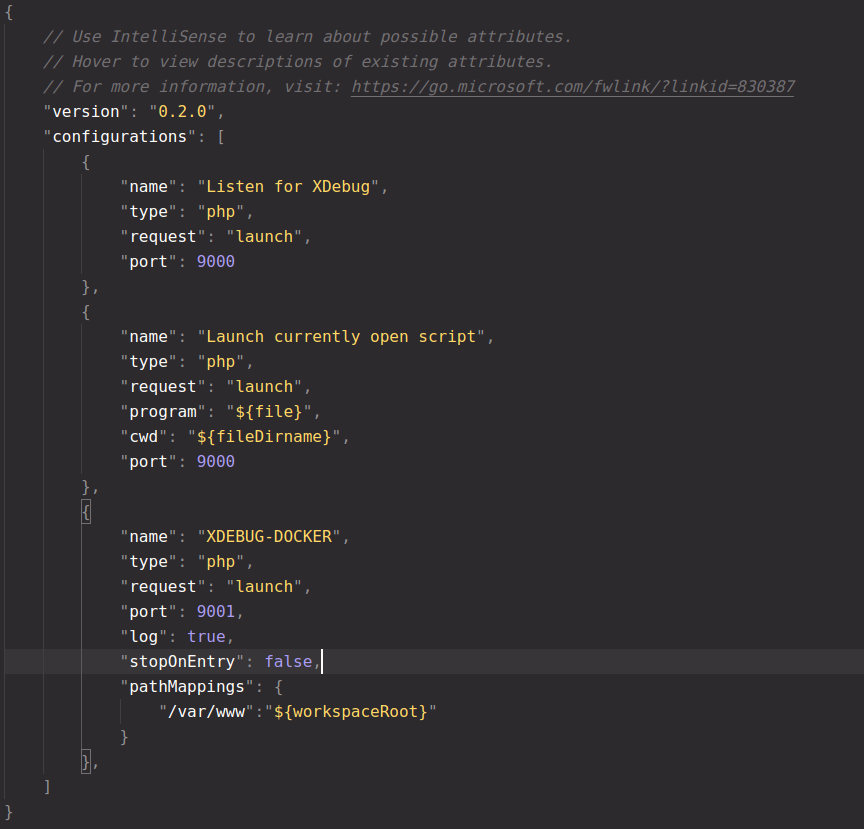 {
    // Use IntelliSense to learn about possible attributes.
    // Hover to view descriptions of existing attributes.
    // For more information, visit: https://go.microsoft.com/fwlink/?linkid=830387
    "version": "0.2.0",
    "configurations": [
        {
            "name": "Listen for XDebug",
            "type": "php",
            "request": "launch",
            "port": 9000
        },
        {
            "name": "Launch currently open script",
            "type": "php",
            "request": "launch",
            "program": "${file}",
            "cwd": "${fileDirname}",
            "port": 9000
        },
        {
            "name": "XDEBUG-DOCKER",
            "type": "php",
            "request": "launch",
            "port": 9001,
            "log": true,
            "stopOnEntry": false,
            "pathMappings": {
                "/var/www":"${workspaceRoot}"
            }
        },
    ]
}